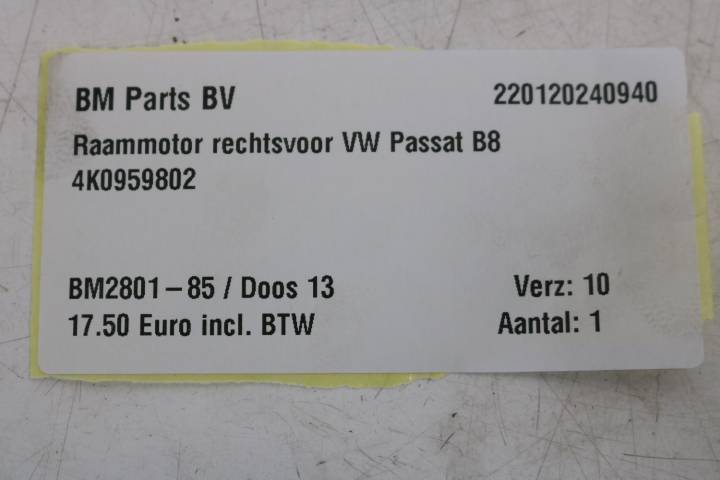 BM Parts BV 220120240940
Raammotor rechtsvoor VW Passat B8
4K0959802
BM2801-85 / Doos 13 Verz: 10
17.50 Euro incl. BTW Aantal: 1